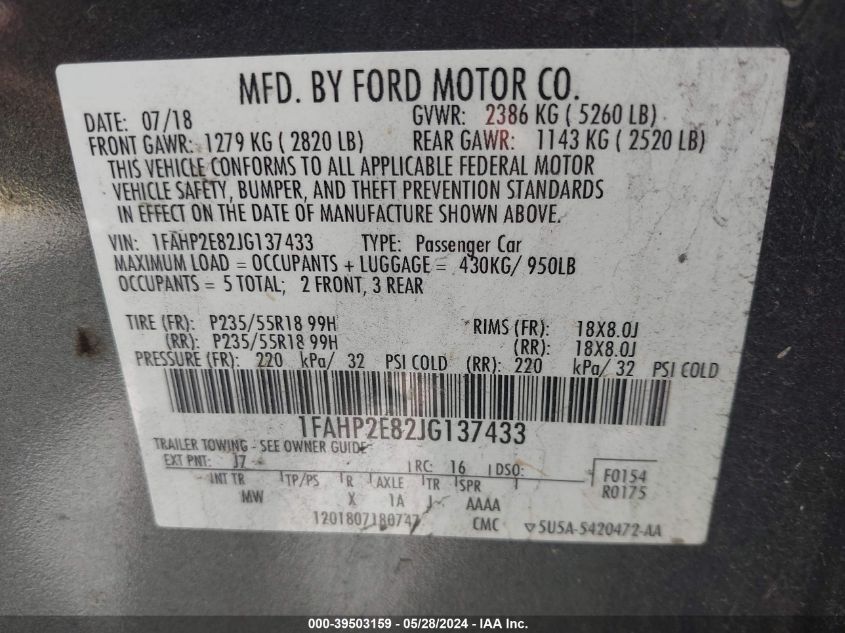 MFD. BY FORD MOTOR CO.
DATE: 07/18 GVWR: 2386 KG ( 5260 LB)
FRONT GAWR: 1279 KG ( 2820 LB) REAR GAWR: 1143 KG ( 2520 LB)
THIS VEHICLE CONFORMS TO ALL APPLICABLE FEDERAL MOTOR
VEHICLE SAFETY, BUMPER, AND THEFT PREVENTION STANDARDS
IN EFFECT ON THE DATE OF MANUFACTURE SHOWN ABOVE.
VIN: 1FAHP2E82JG137433 TYPE: Passenger Car
MAXIMUM LOAD = OCCUPANTS + LUGGAGE = 430KG/ 950LB
OCCUPANTS = 5 TOTAL; 2 FRONT, 3 REAR
TIRE (FR): P235/55R18 99H RIMS (FR): 18X8.0J
(RR): P235/55R18 99H (RR): 18X8.0J
PRESSURE (FR): 220 kPa/ 32 PSI COLD (RR): 220 kPa/ 32 PSI COLD
1FAHP2E82JG137433
TRAILER TOWING - SEE OWNER GUIDE
EXT PNT: J7 RC: 16 DSO: F0154
INT TR TP/PS R AXLE TR SPR R0175
MW X 1A J AAAA
1201807180747 CMC ▽5U5A-5420472-AA
000-39503159 - 05/28/2024 - IAA